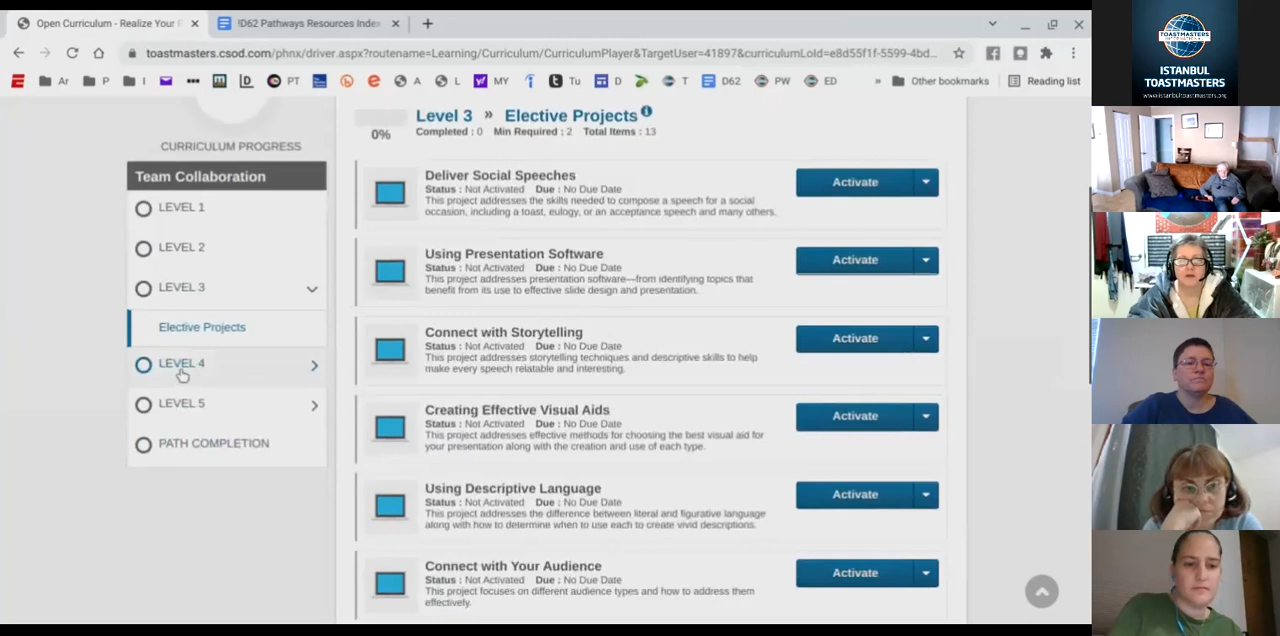 Open Curriculum - Realize Your P
!D62 Pathways Resources Index
toastmasters.csod.com/phnx/driver.aspx?routename=Learning/Curriculum/CurriculumPlayer&TargetUser=41897&curriculumLoId=e8d55f1f-5599-4bd...
Ar P I PT A L MY Tu D T D62 PW ED » Other bookmarks Reading list
ISTANBUL
TOASTMASTERS
www.istanbultoastmasters.org
0%
CURRICULUM PROGRESS
Team Collaboration
LEVEL 1
LEVEL 2
LEVEL 3
Elective Projects
LEVEL 4
LEVEL 5
PATH COMPLETION
Level 3 » Elective Projects
Completed : 0 Min Required : 2 Total Items : 13
Deliver Social Speeches
Status : Not Activated Due : No Due Date
This project addresses the skills needed to compose a speech for a social
occasion, including a toast, eulogy, or an acceptance speech and many others.
Activate
Using Presentation Software
Status : Not Activated Due : No Due Date
This project addresses presentation software—from identifying topics that
benefit from its use to effective slide design and presentation.
Activate
Connect with Storytelling
Status : Not Activated Due : No Due Date
This project addresses storytelling techniques and descriptive skills to help
make every speech relatable and interesting.
Activate
Creating Effective Visual Aids
Status : Not Activated Due : No Due Date
This project addresses effective methods for choosing the best visual aid for
your presentation along with the creation and use of each type.
Activate
Using Descriptive Language
Status : Not Activated Due : No Due Date
This project addresses the difference between literal and figurative language
along with how to determine when to use each to create vivid descriptions.
Activate
Connect with Your Audience
Status : Not Activated Due : No Due Date
This project focuses on different audience types and how to address them
effectively.
Activate